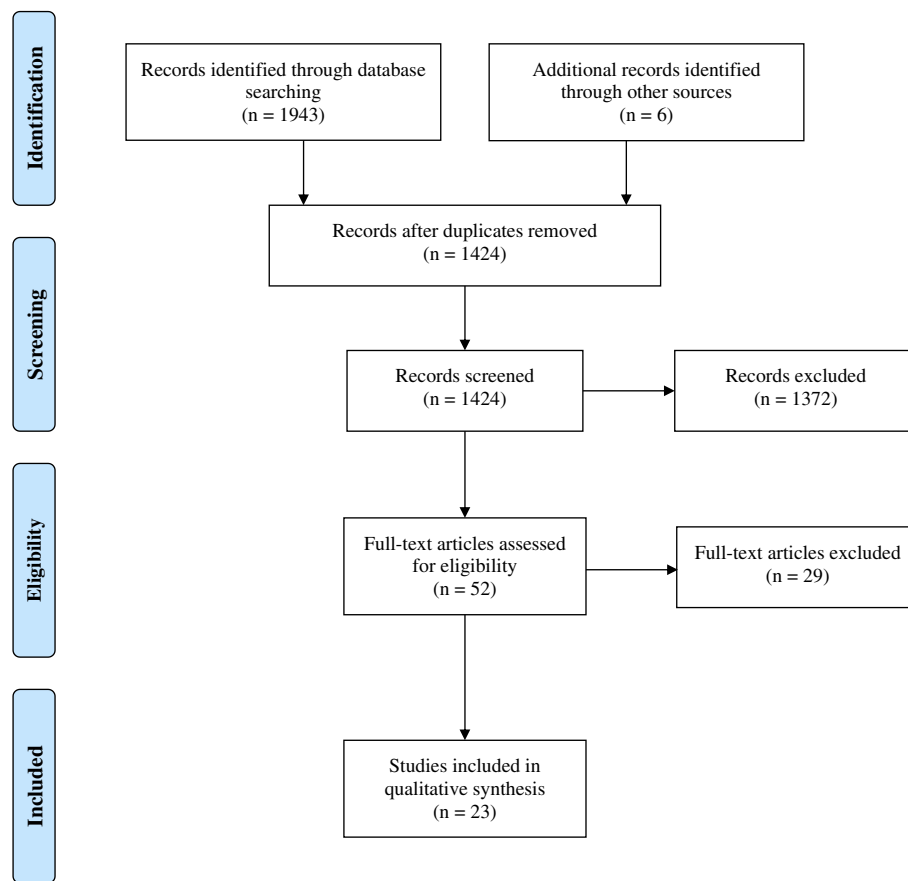 Identification
Records identified through database
searching
(n = 1943)
Additional records identified
through other sources
(n = 6)
Records after duplicates removed
(n = 1424)
Screening
Records screened
(n = 1424)
Records excluded
(n = 1372)
Eligibility
Full-text articles assessed
for eligibility
(n = 52)
Full-text articles excluded
(n = 29)
Included
Studies included in
qualitative synthesis
(n = 23)